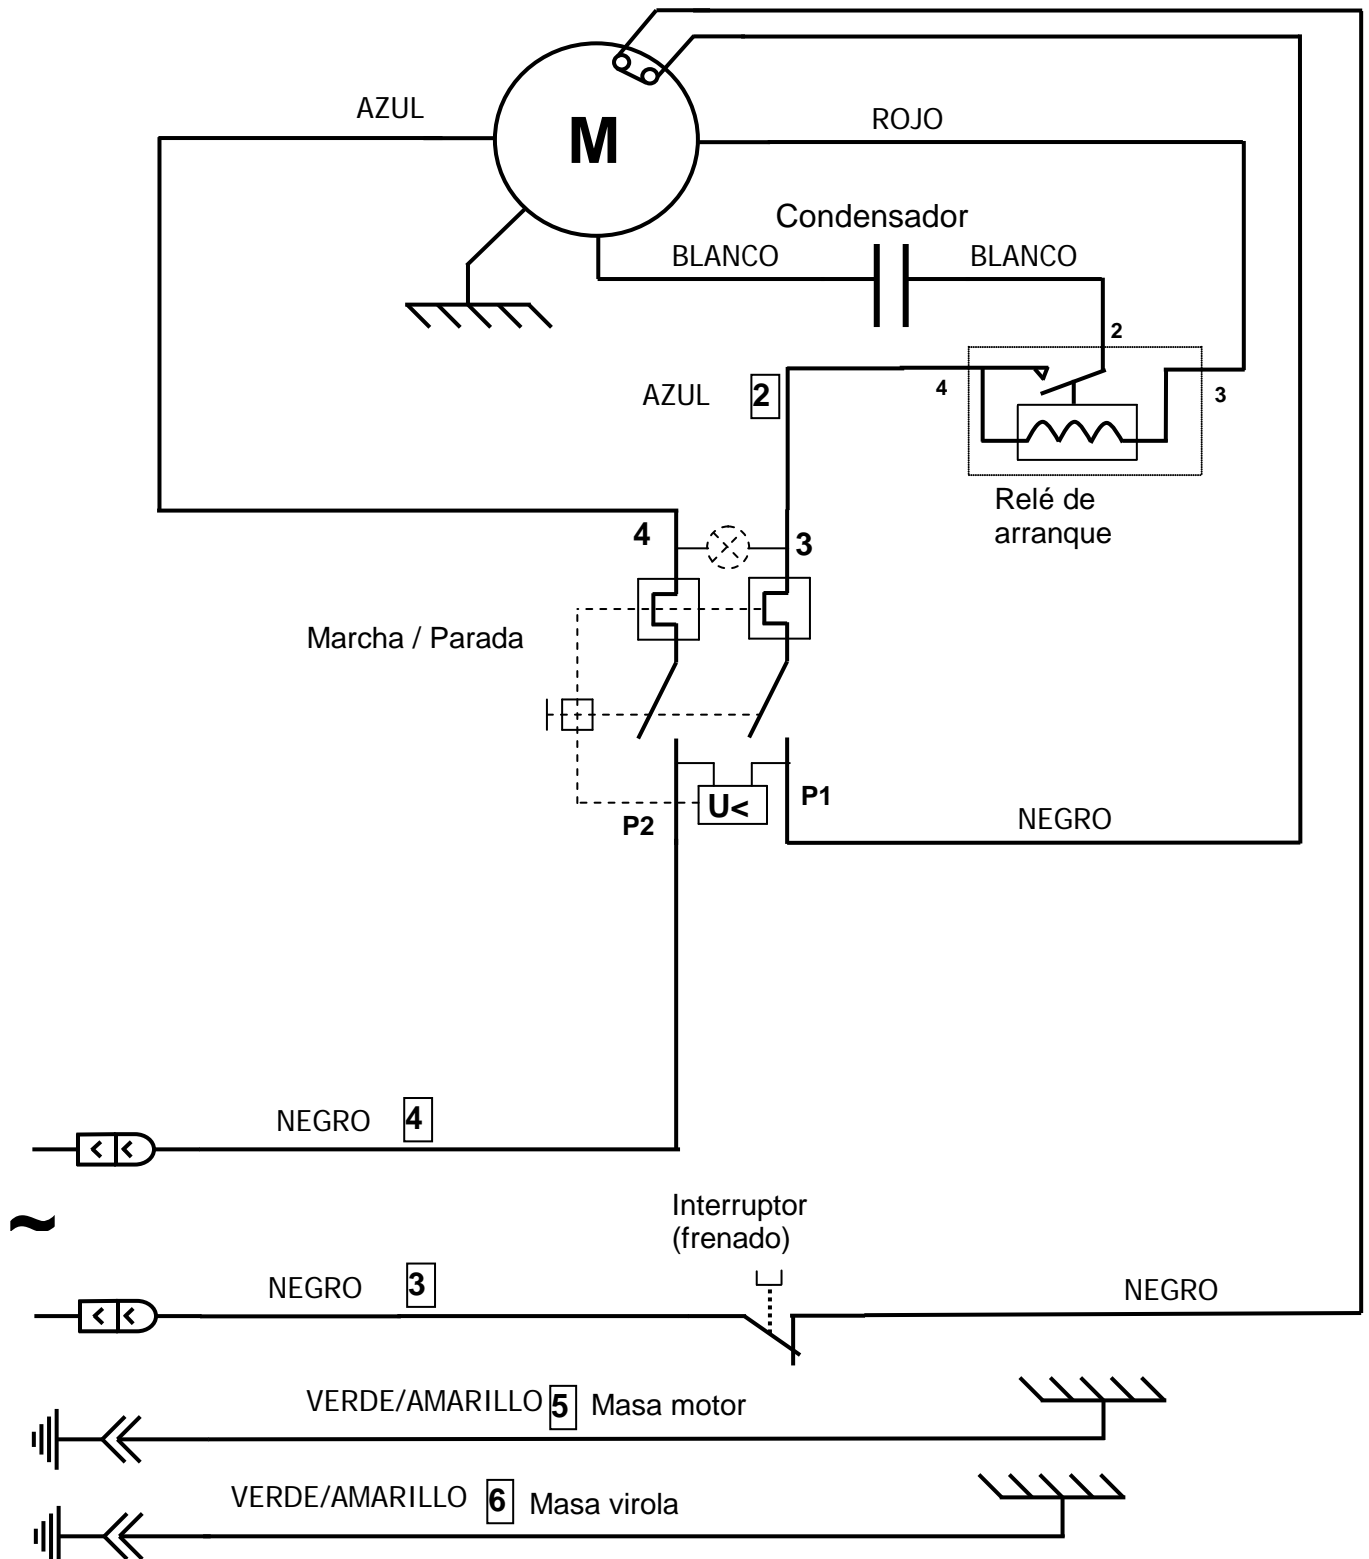 AZUL
M
ROJO
Condensador
BLANCO
BLANCO
2
AZUL
2
4
3
Relé de
arranque
4
3
Marcha / Parada
U<
P1
P2
NEGRO
NEGRO
4
~
Interruptor
(frenado)
NEGRO
3
NEGRO
VERDE/AMARILLO
5
Masa motor
VERDE/AMARILLO
6
Masa virola